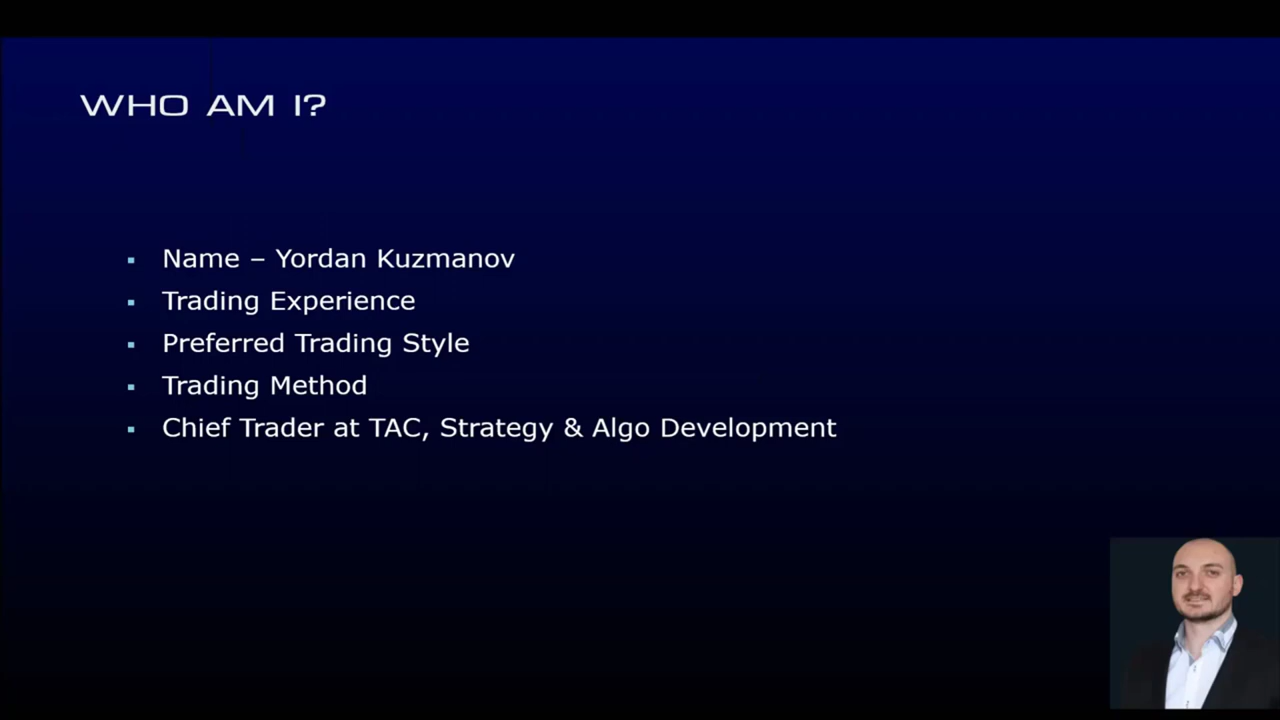 WHO AM I?
▪ Name – Yordan Kuzmanov
▪ Trading Experience
▪ Preferred Trading Style
▪ Trading Method
▪ Chief Trader at TAC, Strategy & Algo Development